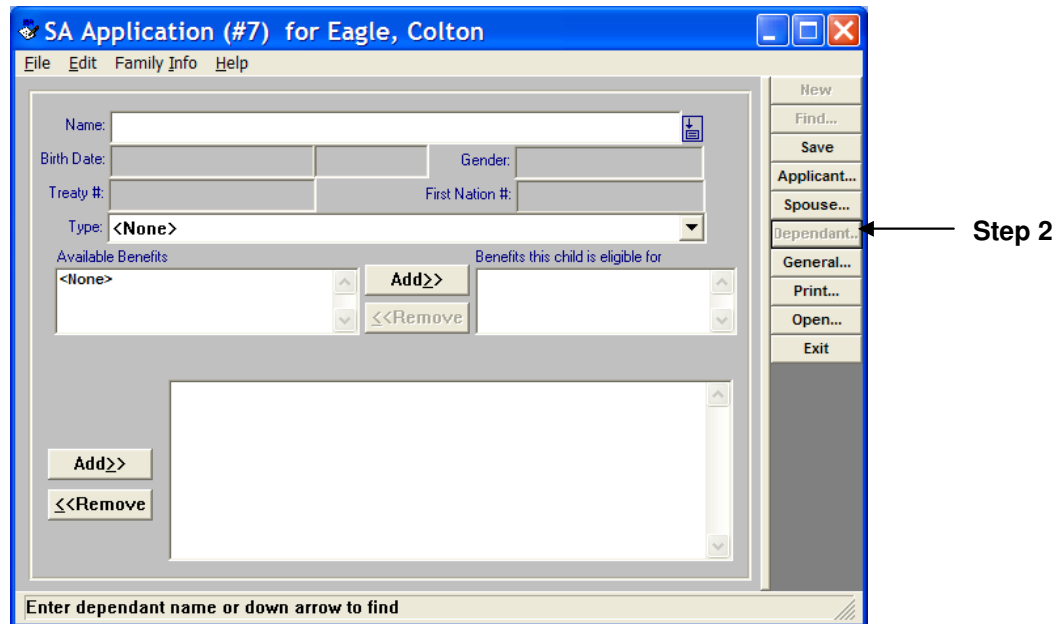 SA Application (#7) for Eagle, Colton
File Edit Family Info Help
New
Find...
Save
Applicant...
Spouse...
Dependant..
General...
Print...
Open...
Exit
Step 2
Name:
Birth Date: Gender:
Treaty #: First Nation #:
Type: <None>
Available Benefits Benefits this child is eligible for
<None> Add>>
<<Remove
Add>>
<<Remove
Enter dependant name or down arrow to find